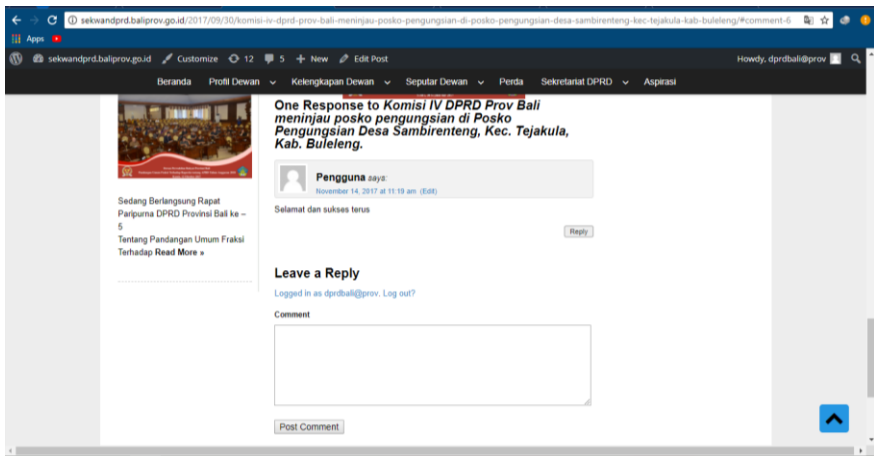 sekwandprd.baliprov.go.id/2017/09/30/komisi-iv-dprd-prov-bali-meninjau-posko-pengungsian-di-posko-pengungsian-desa-sambirenteng-kec-tejakula-kab-buleleng/#comment-6
Apps
sekwandprd.baliprov.go.id Customize 12 5 New Edit Post Howdy, dprdbali@prov
Beranda Profil Dewan Kelengkapan Dewan Seputar Dewan Perda Sekretariat DPRD Aspirasi
One Response to Komisi IV DPRD Prov Bali
meninjau posko pengungsian di Posko
Pengungsian Desa Sambirenteng, Kec. Tejakula,
Kab. Buleleng.
Pengguna says:
November 14, 2017 at 11:19 am (Edit)
Selamat dan sukses terus
Reply
Sedang Berlangsung Rapat
Paripurna DPRD Provinsi Bali ke –
5
Tentang Pandangan Umum Fraksi
Terhadap Read More »
Leave a Reply
Logged in as dprdbali@prov. Log out?
Comment
Post Comment